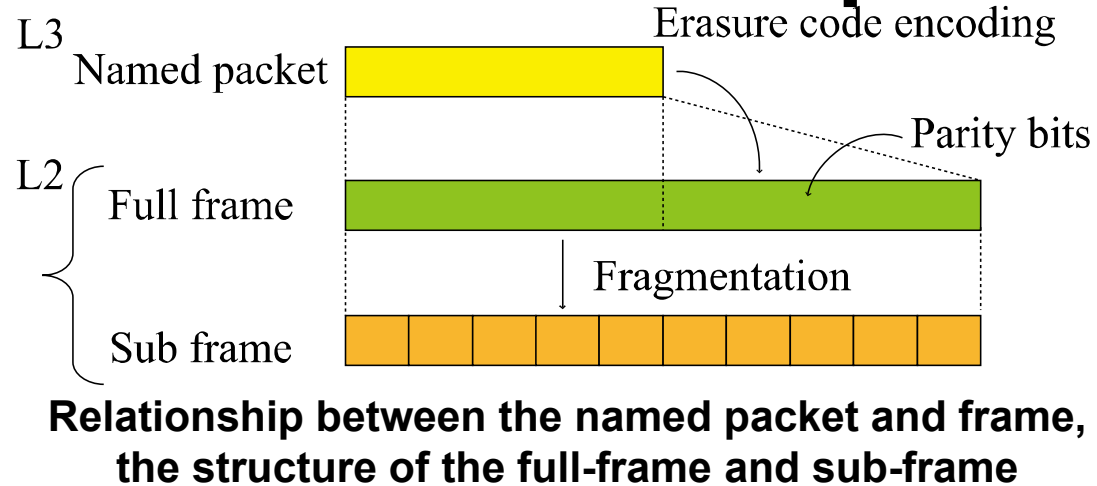 L3
Named packet
Erasure code encoding
Parity bits
L2
Full frame
Fragmentation
Sub frame
Relationship between the named packet and frame,
the structure of the full-frame and sub-frame